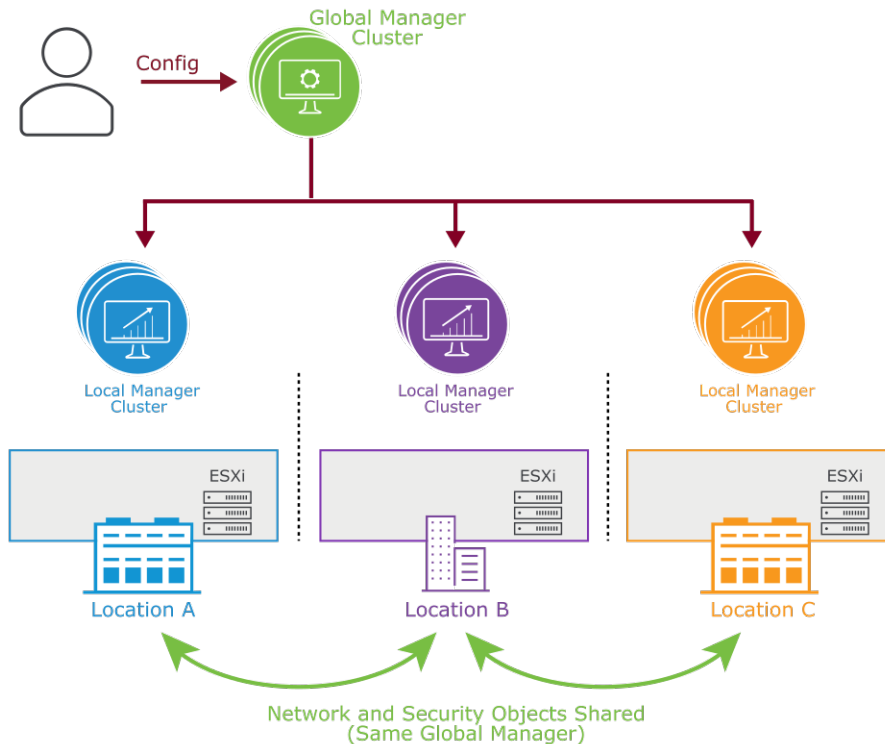 Global Manager
Cluster
Config
Local Manager
Cluster
Local Manager
Cluster
Local Manager
Cluster
ESXi
ESXi
ESXi
Location A
Location B
Location C
Network and Security Objects Shared
(Same Global Manager)